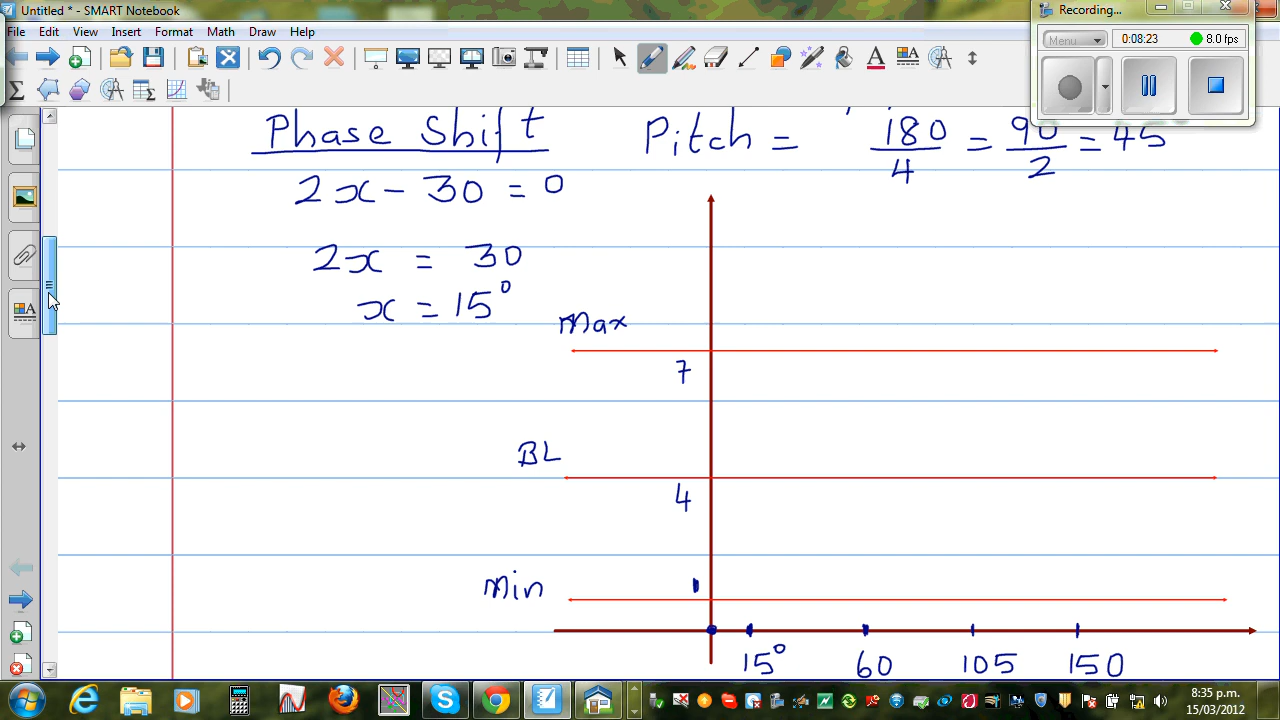 Untitled * - SMART Notebook
Recording...
File Edit View Insert Format Math Draw Help
Menu 0:08:23 8.0 fps
Phase Shift
Pitch = 180/4 = 90/2 = 45
2x - 30 = 0
2x = 30
x = 15°
Max
7
BL
4
Min
1
15° 60 105 150
8:35 p.m.
15/03/2012